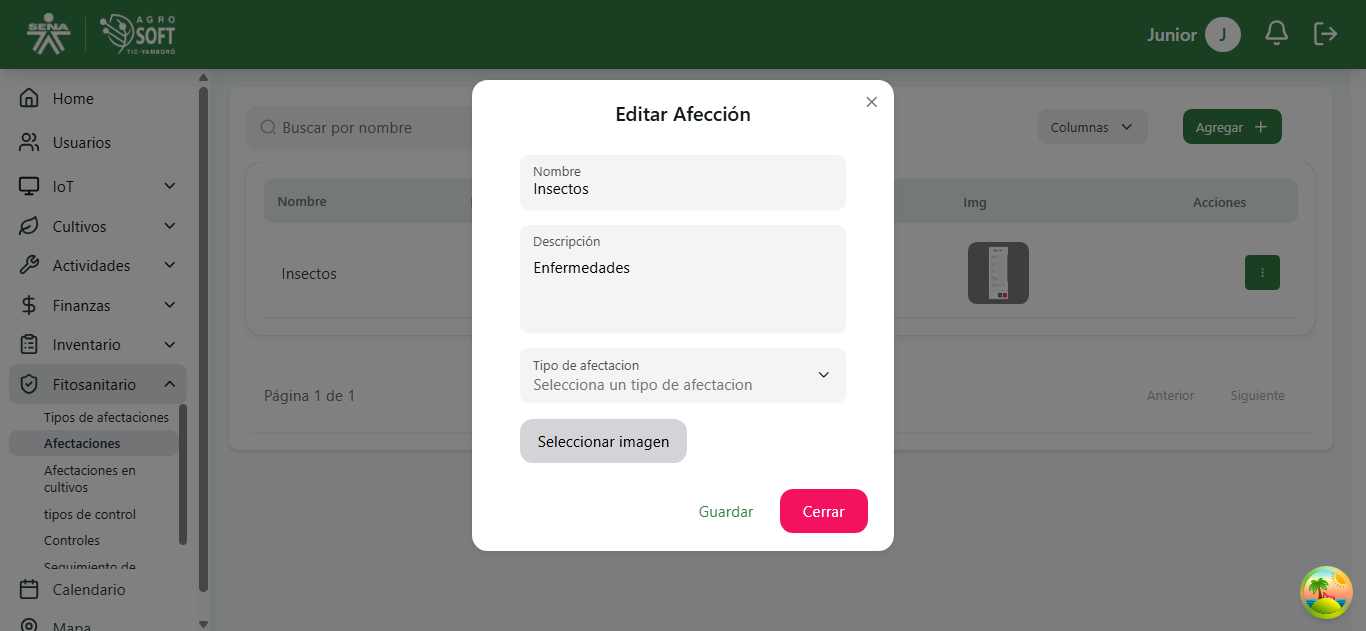 SENA
AGRO
SOFT
TIC-YAMBORÓ
Junior
J
Home
Usuarios
IoT
Cultivos
Actividades
Finanzas
Inventario
Fitosanitario
Tipos de afectaciones
Afectaciones
Afectaciones en
cultivos
tipos de control
Controles
Seguimiento de
Calendario
Mapa
Buscar por nombre
Columnas
Agregar
Nombre
Img
Acciones
Insectos
Página 1 de 1
Anterior
Siguiente
Editar Afección
Nombre
Insectos
Descripción
Enfermedades
Tipo de afectacion
Selecciona un tipo de afectacion
Seleccionar imagen
Guardar
Cerrar